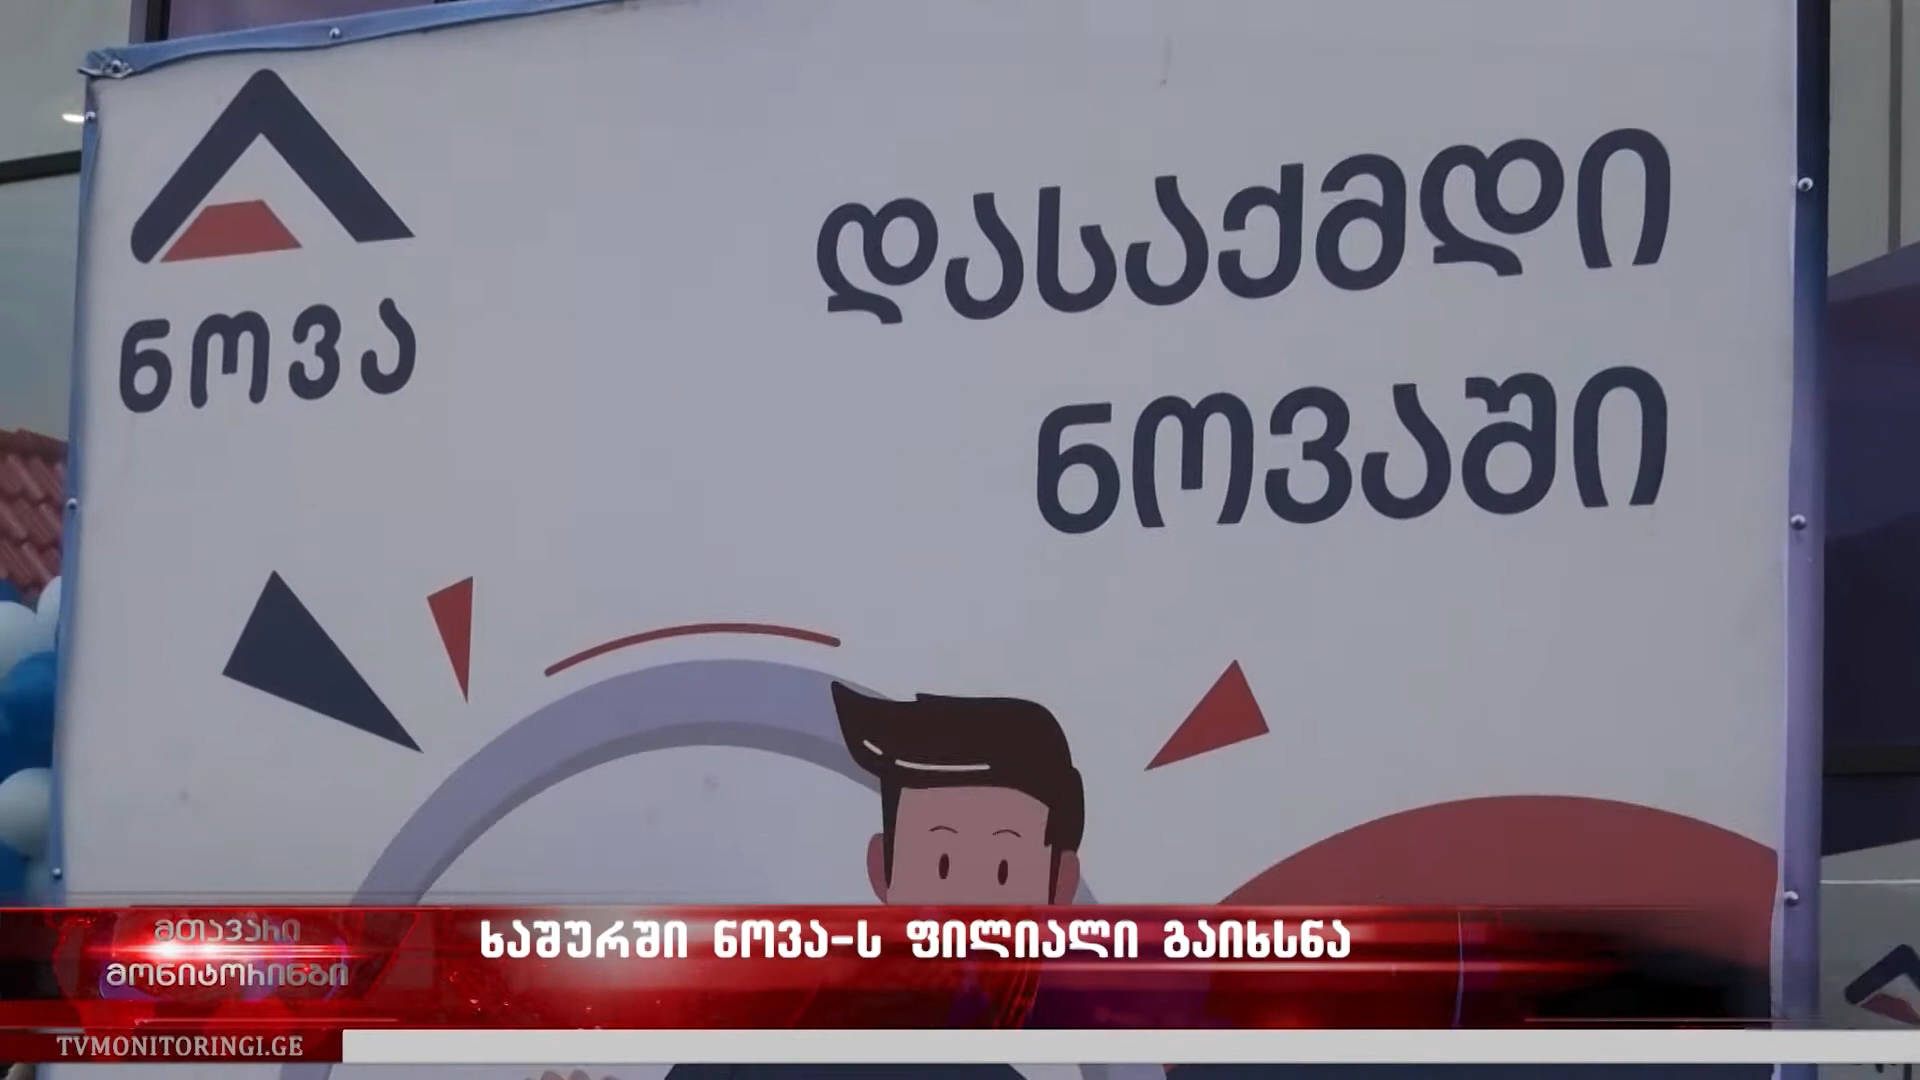 ნოვა
დასაქმდი
ნოვაში
მთავარი
მონიტორინგი
ხაშურში ნოვა-ს ფილიალი გაიხსნა
TVMONITORINGI.GE